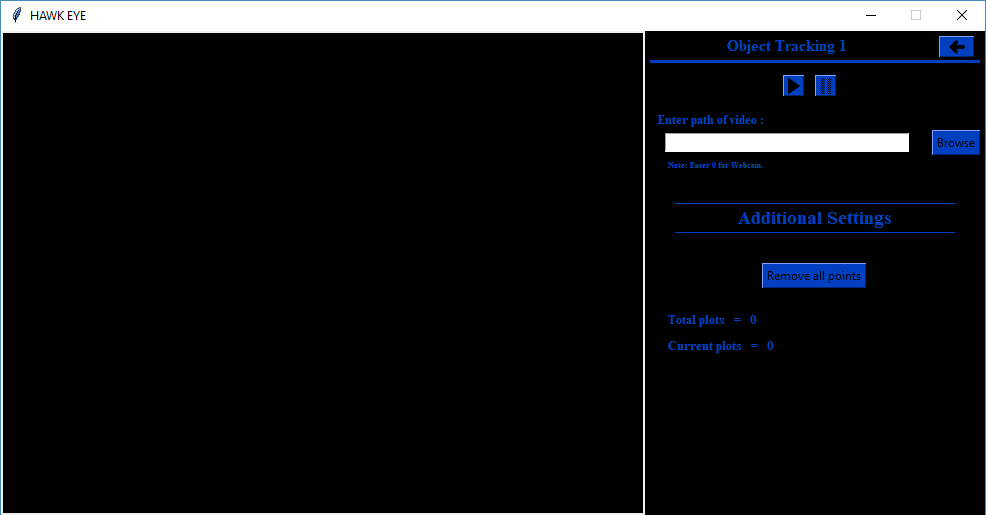 HAWK EYE
Object Tracking 1
Enter path of video :
Browse
Note: Enter 0 for Webcam.
Additional Settings
Remove all points
Total plots = 0
Current plots = 0